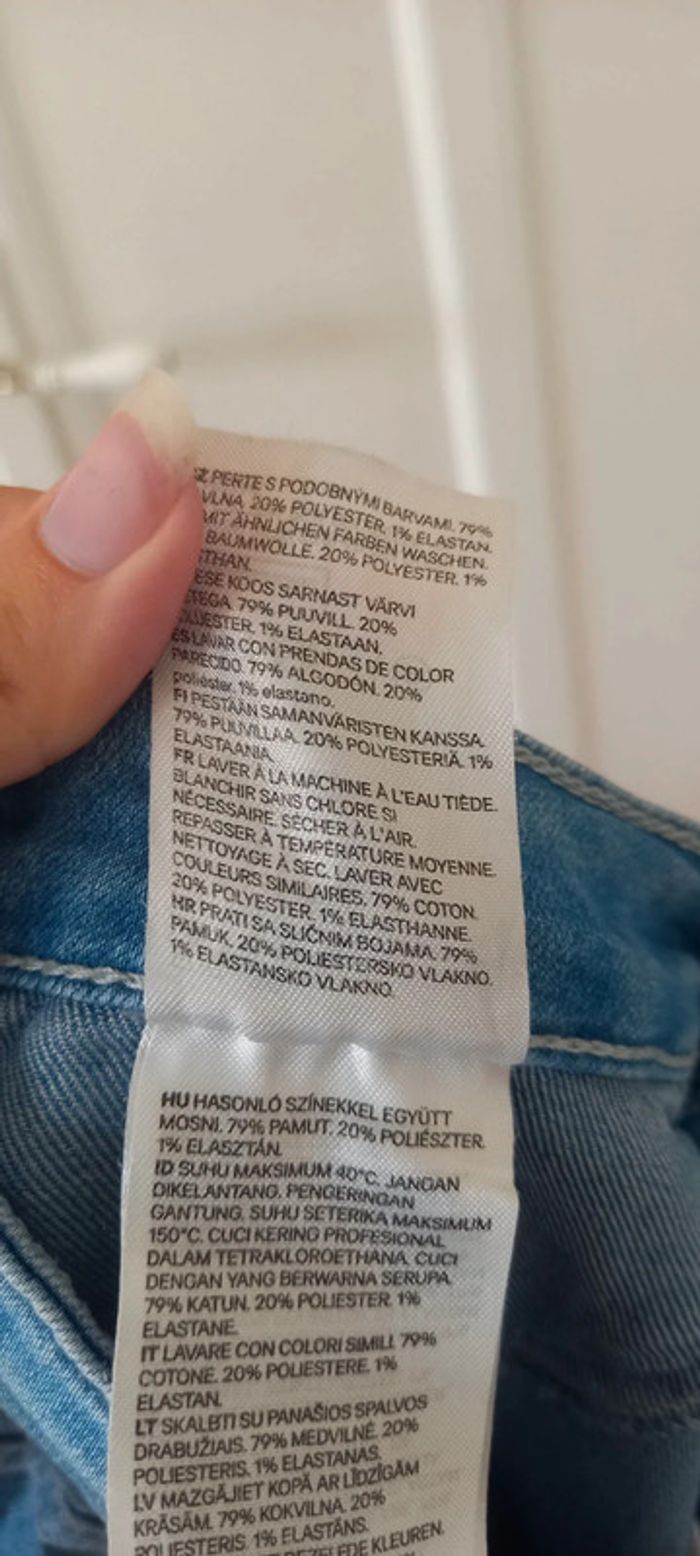 PERTE S PODOBNÝMI BARVAMI. 79%
VLNA, 20% POLYESTER, 1% ELASTAN.
MIT ÄHNLICHEN FARBEN WASCHEN.
BAUMWOLLE. 20% POLYESTER. 1%
THAN.
ESE KOOS SARNAST VÄRVI
TEGA. 79% PUUVILL. 20%
ESTER. 1% ELASTAAN.
ES LAVAR CON PRENDAS DE COLOR
PARECIDO. 79% ALGODÓN. 20%
poliéster. 1% elastano.
FI PESTÄÄN SAMANVÄRISTEN KANSSA.
79% PUUVILLAA. 20% POLYESTERIÄ. 1%
ELASTAANIA.
FR LAVER À LA MACHINE À L'EAU TIÈDE.
BLANCHIR SANS CHLORE SI
NÉCESSAIRE. SÉCHER À L'AIR.
REPASSER À TEMPÉRATURE MOYENNE.
NETTOYAGE À SEC. LAVER AVEC
COULEURS SIMILAIRES. 79% COTON.
20% POLYESTER. 1% ELASTHANNE.
HR PRATI SA SLIČNIM BOJAMA. 79%
PAMUK, 20% POLIESTERSKO VLAKNO.
1% ELASTANSKO VLAKNO.
HU HASONLÓ SZÍNEKKEL EGYÜTT
MOSNI. 79% PAMUT. 20% POLIÉSZTER.
1% ELASZTÁN.
ID SUHU MAKSIMUM 40°C. JANGAN
DIKELANTANG. PENGERINGAN
GANTUNG. SUHU SETERIKA MAKSIMUM
150°C. CUCI KERING PROFESIONAL
DALAM TETRAKLOROETHANA. CUCI
DENGAN YANG BERWARNA SERUPA.
79% KATUN. 20% POLIESTER. 1%
ELASTANE.
IT LAVARE CON COLORI SIMILI. 79%
COTONE. 20% POLIESTERE. 1%
ELASTAN.
LT SKALBTI SU PANAŠIOS SPALVOS
DRABUŽIAIS. 79% MEDVILNĖ. 20%
POLIESTERIS. 1% ELASTANAS.
LV MAZGĀJIET KOPĀ AR LĪDZĪGĀM
KRĀSĀM. 79% KOKVILNA. 20%
POLIESTERIS. 1% ELASTĀNS.
KLEUREN.